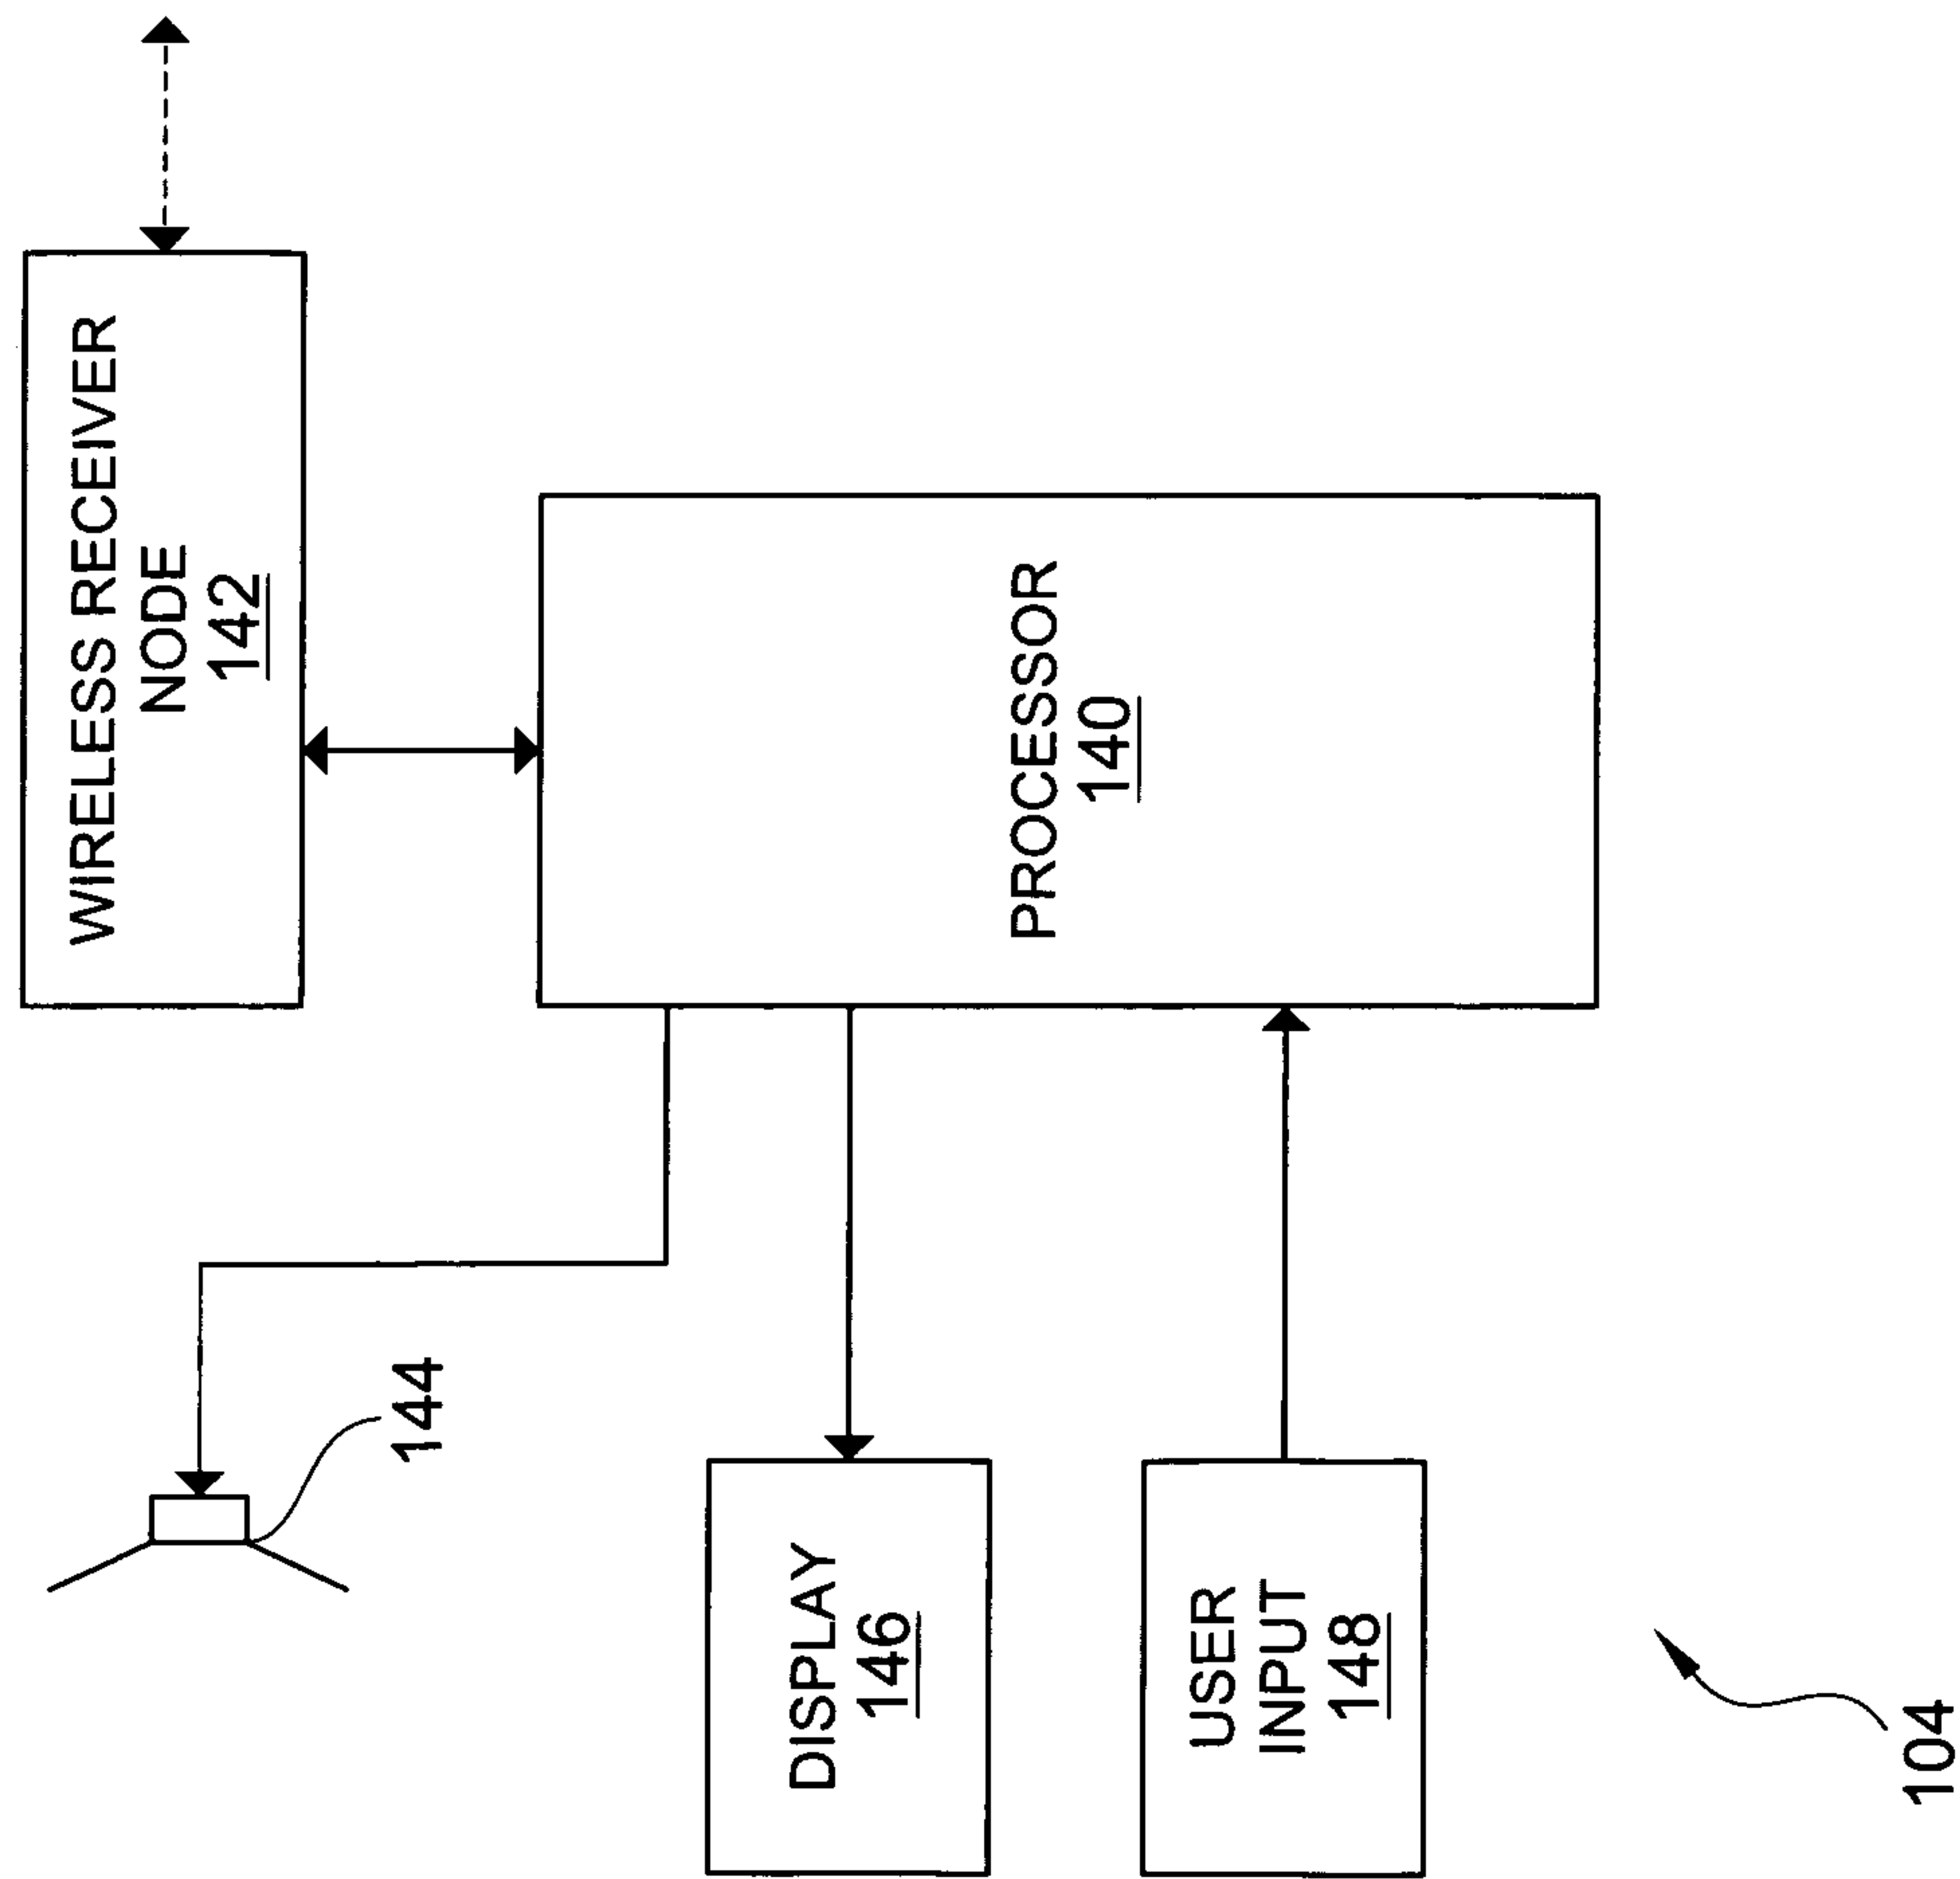 WIRELESS RECEIVER
NODE
142
144
PROCESSOR
140
DISPLAY
146
USER
INPUT
148
104